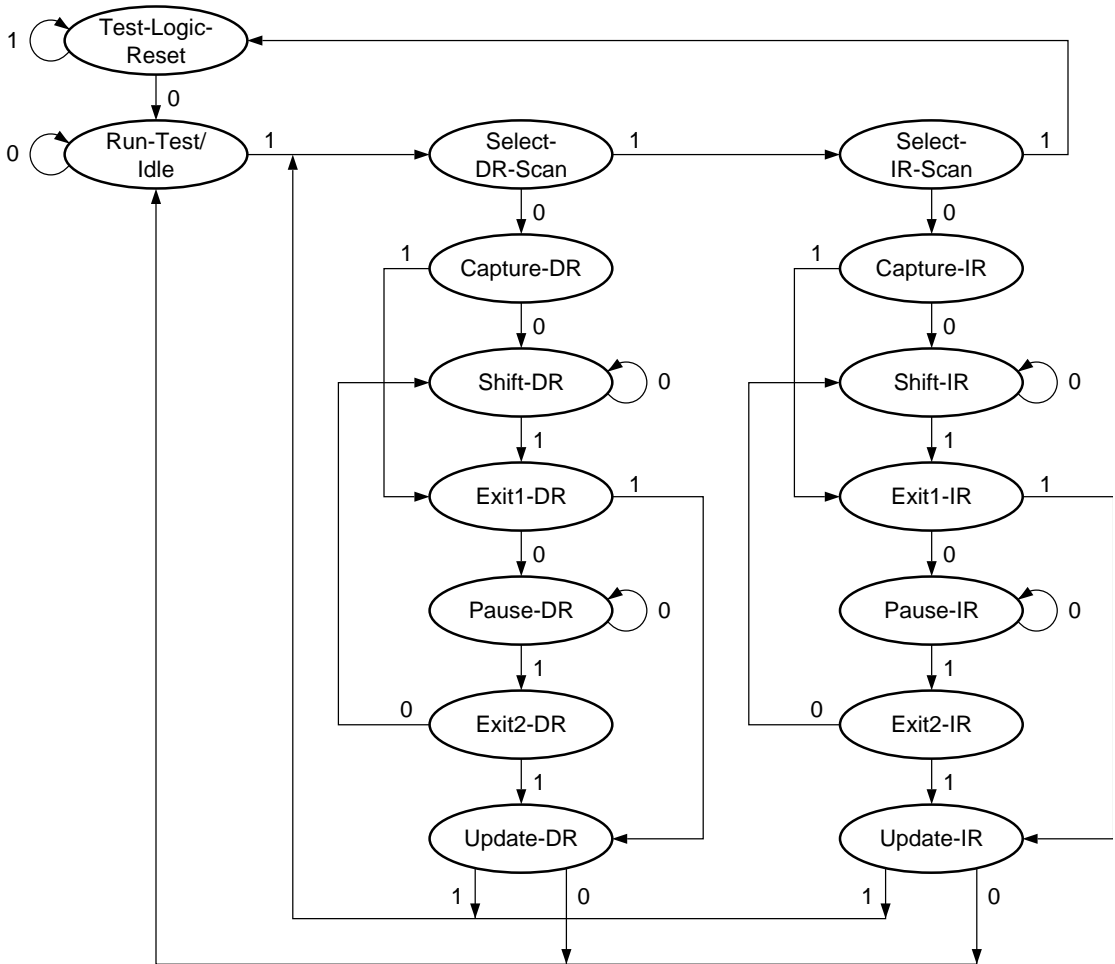 Test-Logic-
Reset
1
0
Run-Test/
Idle
0
1
Select-
DR-Scan
1
Select-
IR-Scan
1
0
0
1
Capture-DR
1
Capture-IR
0
0
Shift-DR
0
Shift-IR
0
1
1
Exit1-DR
1
Exit1-IR
1
0
0
Pause-DR
0
Pause-IR
0
1
1
0
Exit2-DR
0
Exit2-IR
1
1
Update-DR
Update-IR
1
0
1
0